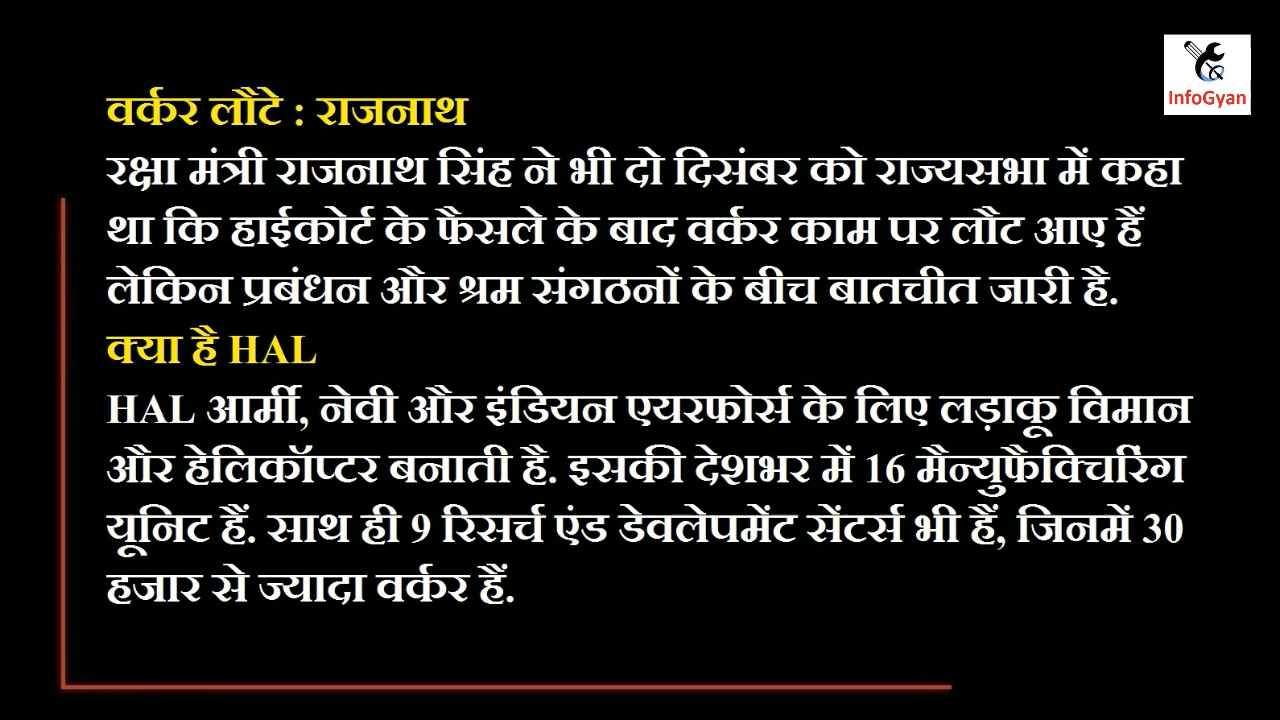 InfoGyan
वर्कर लौटे : राजनाथ
रक्षा मंत्री राजनाथ सिंह ने भी दो दिसंबर को राज्यसभा में कहा
था कि हाईकोर्ट के फैसले के बाद वर्कर काम पर लौट आए हैं
लेकिन प्रबंधन और श्रम संगठनों के बीच बातचीत जारी है.
क्या है HAL
HAL आर्मी, नेवी और इंडियन एयरफोर्स के लिए लड़ाकू विमान
और हेलिकॉप्टर बनाती है. इसकी देशभर में 16 मैन्युफैक्चिरिंग
यूनिट हैं. साथ ही 9 रिसर्च एंड डेवलेपमेंट सेंटर्स भी हैं, जिनमें 30
हजार से ज्यादा वर्कर हैं.